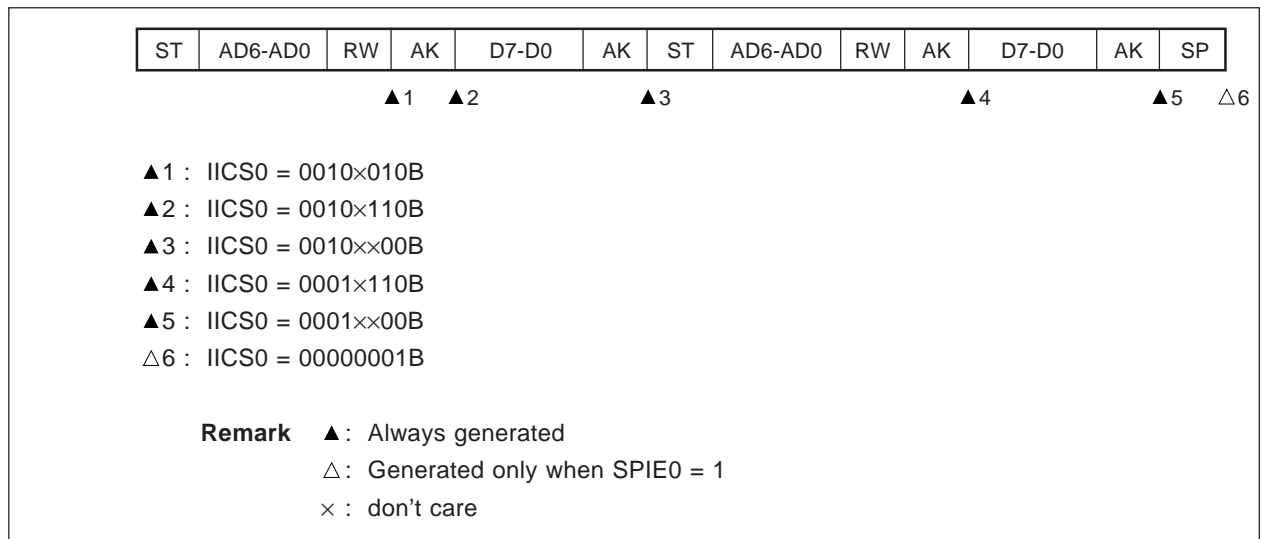 ST AD6-AD0 RW AK D7-D0 AK ST AD6-AD0 RW AK D7-D0 AK SP
▲1 ▲2 ▲3 ▲4 ▲5 △6
▲1 : IICS0 = 0010×010B
▲2 : IICS0 = 0010×110B
▲3 : IICS0 = 0010××00B
▲4 : IICS0 = 0001×110B
▲5 : IICS0 = 0001××00B
△6 : IICS0 = 00000001B
Remark ▲ : Always generated
△ : Generated only when SPIE0 = 1
× : don't care